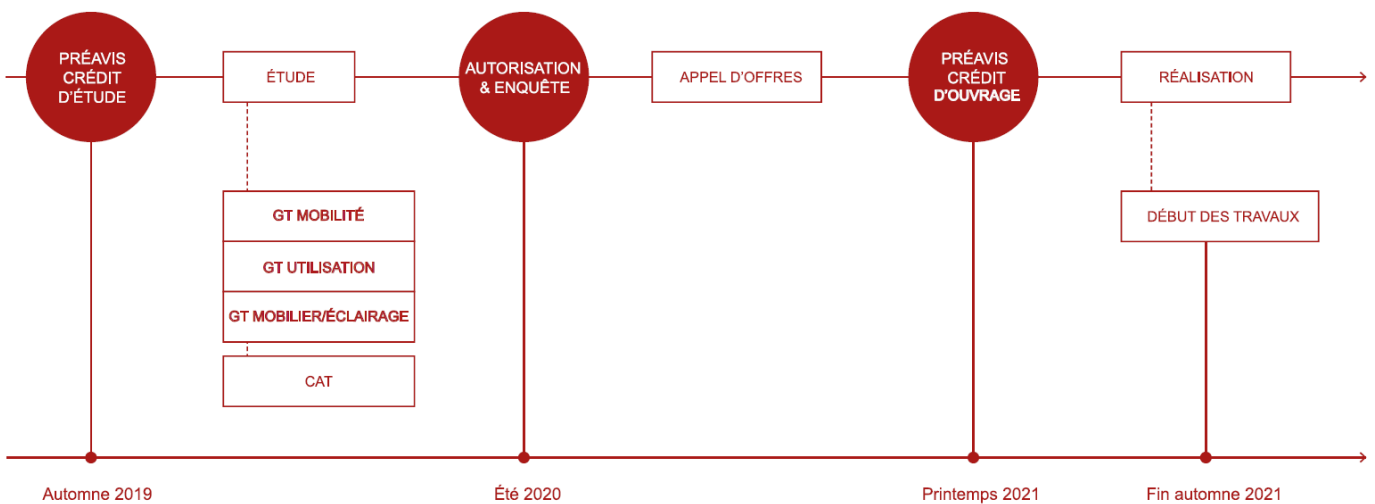 PRÉAVIS
CRÉDIT
D'ÉTUDE
ÉTUDE
AUTORISATION
& ENQUÊTE
APPEL D'OFFRES
PRÉAVIS
CRÉDIT
D'OUVRAGE
RÉALISATION
GT MOBILITÉ
GT UTILISATION
GT MOBILIER/ÉCLAIRAGE
CAT
DÉBUT DES TRAVAUX
Automne 2019
Été 2020
Printemps 2021
Fin automne 2021